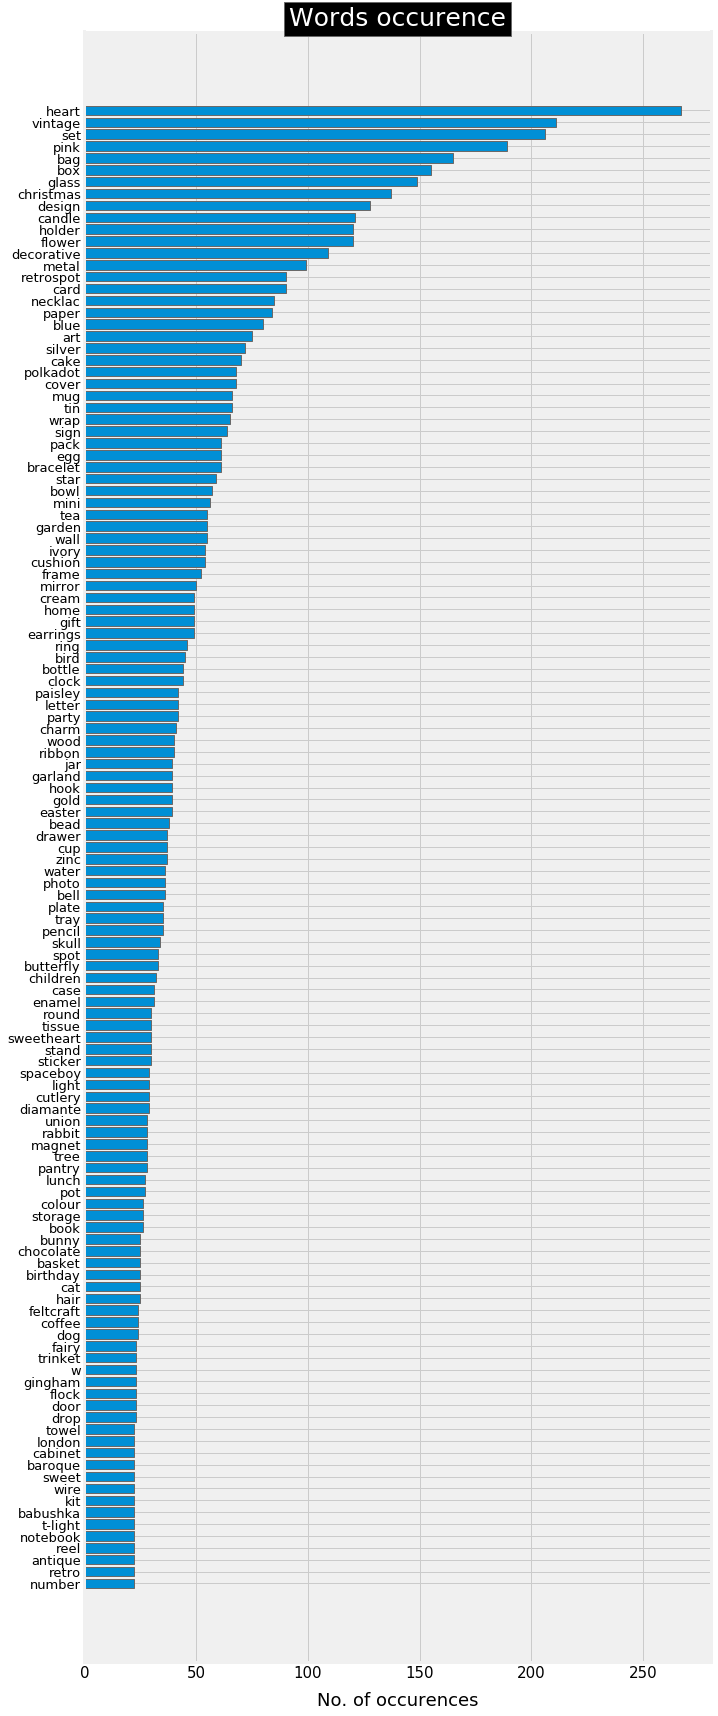 Words occurence
heart
vintage
set
pink
bag
box
glass
christmas
design
candle
holder
flower
decorative
metal
retrospot
card
necklac
paper
blue
art
silver
cake
polkadot
cover
mug
tin
wrap
sign
pack
egg
bracelet
star
bowl
mini
tea
garden
wall
ivory
cushion
frame
mirror
cream
home
gift
earrings
ring
bird
bottle
clock
paisley
letter
party
charm
wood
ribbon
jar
garland
hook
gold
easter
bead
drawer
cup
zinc
water
photo
bell
plate
tray
pencil
skull
spot
butterfly
children
case
enamel
round
tissue
sweetheart
stand
sticker
spaceboy
light
cutlery
diamante
union
rabbit
magnet
tree
pantry
lunch
pot
colour
storage
book
bunny
chocolate
basket
birthday
cat
hair
feltcraft
coffee
dog
fairy
trinket
w
gingham
flock
door
drop
towel
london
cabinet
baroque
sweet
wire
kit
babushka
t-light
notebook
reel
antique
retro
number
0 50 100 150 200 250
No. of occurences